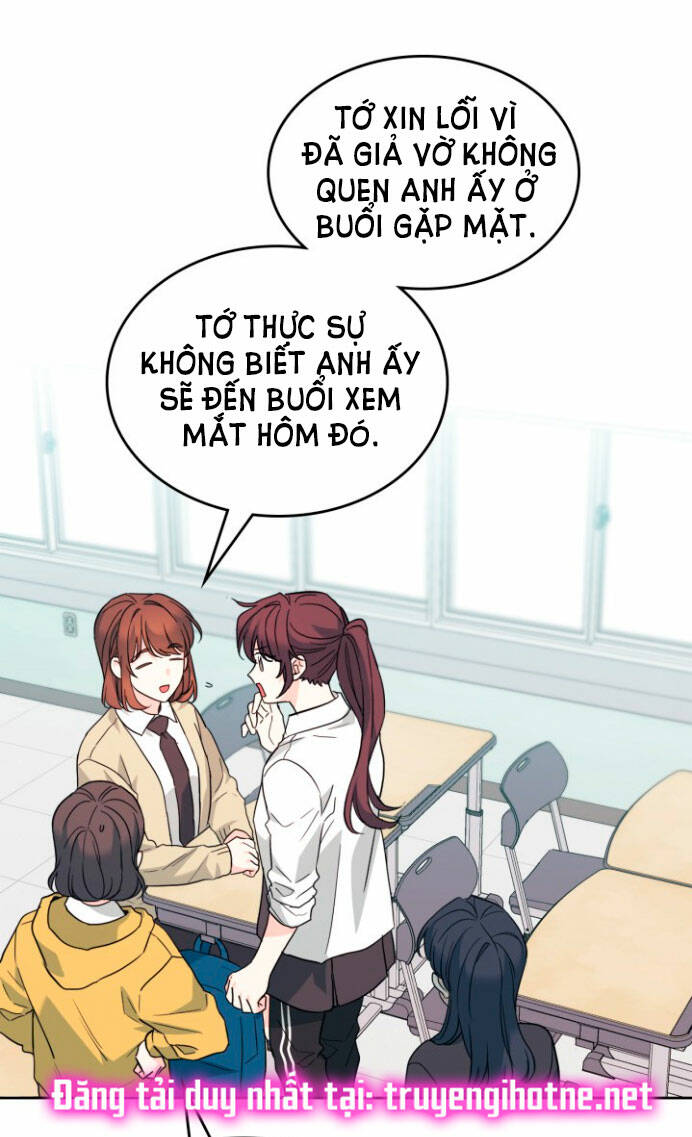 TỚ XIN LỖI VÌ
ĐÃ GIẢ VỜ KHÔNG
QUEN ANH ẤY Ở
BUỔI GẶP MẶT.
TỚ THỰC SỰ
KHÔNG BIẾT ANH ẤY
SẼ ĐẾN BUỔI XEM
MẮT HÔM ĐÓ.
Đăng tải duy nhất tại: truyengihotne.net